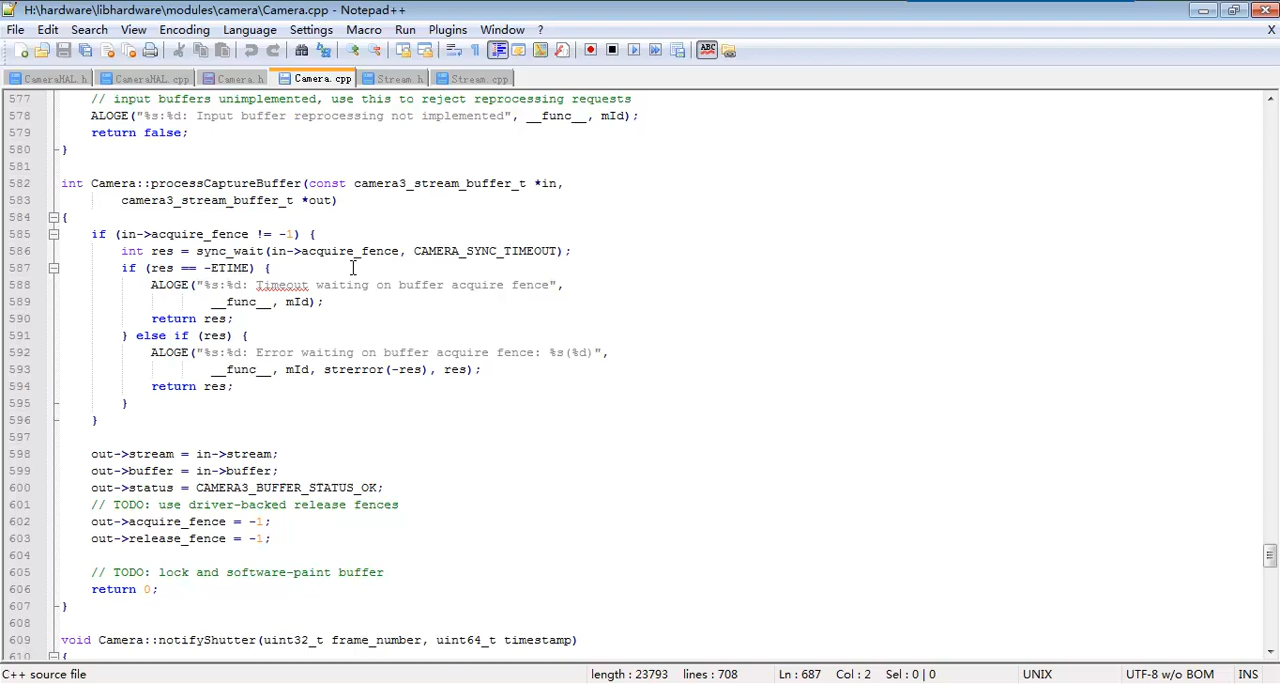 H:\hardware\libhardware\modules\camera\Camera.cpp - Notepad++
File Edit Search View Encoding Language Settings Macro Run Plugins Window ? X
CameraHAL.h CameraHAL.cpp Camera.h Camera.cpp Stream.h Stream.cpp
577 // input buffers unimplemented, use this to reject reprocessing requests
578 ALOGE("%s:%d: Input buffer reprocessing not implemented", __func__, mId);
579 return false;
580 }
581
582 int Camera::processCaptureBuffer(const camera3_stream_buffer_t *in,
583 camera3_stream_buffer_t *out)
584 {
585 if (in->acquire_fence != -1) {
586 int res = sync_wait(in->acquire_fence, CAMERA_SYNC_TIMEOUT);
587 if (res == -ETIME) {
588 ALOGE("%s:%d: Timeout waiting on buffer acquire fence",
589 __func__, mId);
590 return res;
591 } else if (res) {
592 ALOGE("%s:%d: Error waiting on buffer acquire fence: %s(%d)",
593 __func__, mId, strerror(-res), res);
594 return res;
595 }
596 }
597
598 out->stream = in->stream;
599 out->buffer = in->buffer;
600 out->status = CAMERA3_BUFFER_STATUS_OK;
601 // TODO: use driver-backed release fences
602 out->acquire_fence = -1;
603 out->release_fence = -1;
604
605 // TODO: lock and software-paint buffer
606 return 0;
607 }
608
609 void Camera::notifyShutter(uint32_t frame_number, uint64_t timestamp)
610 {
C++ source file length : 23793 lines : 708 Ln : 687 Col : 2 Sel : 0 | 0 UNIX UTF-8 w/o BOM INS